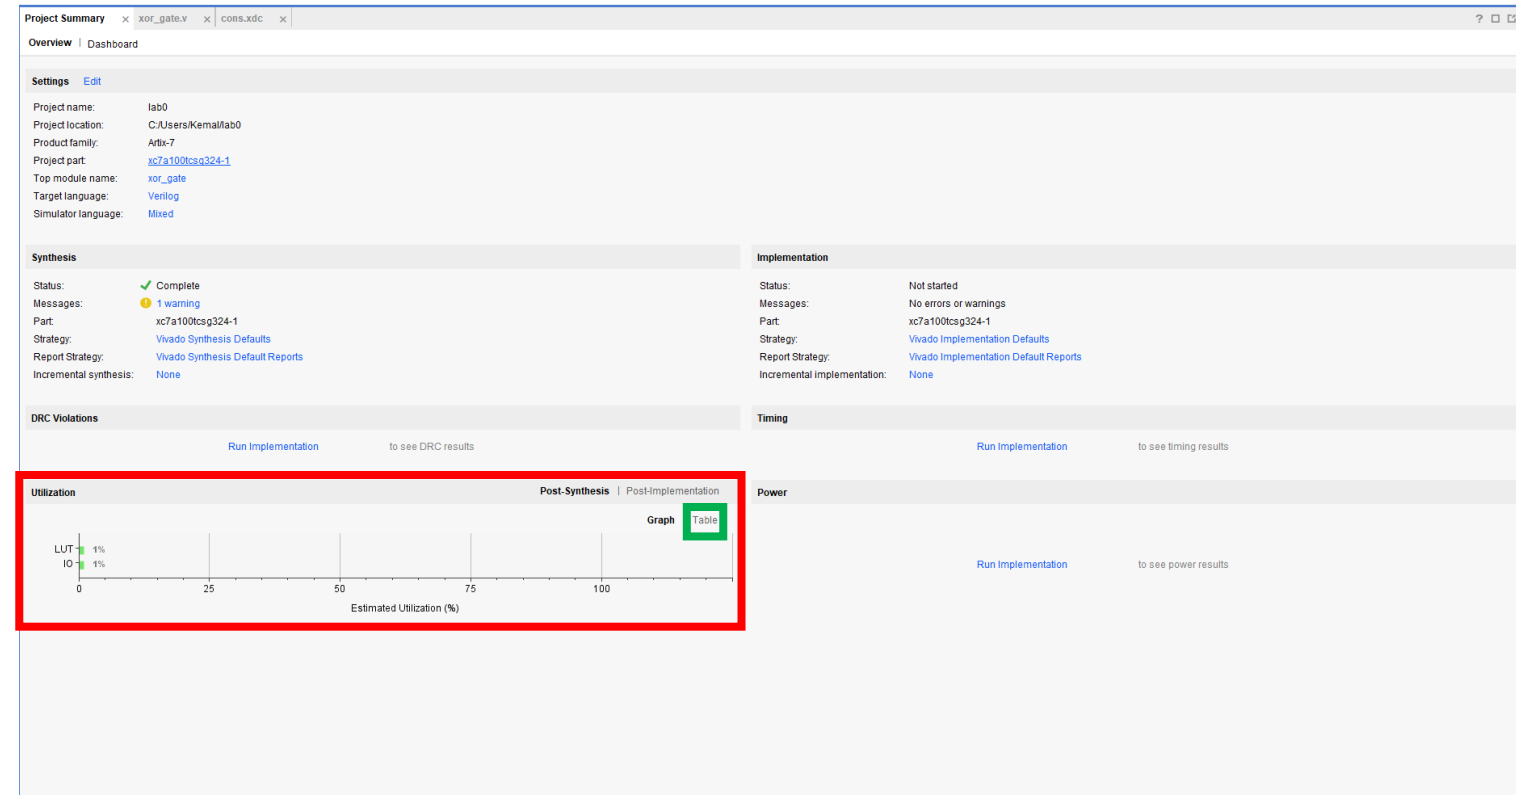 Project Summary × xor_gate.v × cons.xdc ×
?
Overview | Dashboard
Settings Edit
Project name: lab0
Project location: C:/Users/Kemal/lab0
Product family: Artix-7
Project part: xc7a100tcsg324-1
Top module name: xor_gate
Target language: Verilog
Simulator language: Mixed
Synthesis
Status: Complete
Messages: 1 warning
Part: xc7a100tcsg324-1
Strategy: Vivado Synthesis Defaults
Report Strategy: Vivado Synthesis Default Reports
Incremental synthesis: None
Implementation
Status: Not started
Messages: No errors or warnings
Part: xc7a100tcsg324-1
Strategy: Vivado Implementation Defaults
Report Strategy: Vivado Implementation Default Reports
Incremental implementation: None
DRC Violations
Run Implementation to see DRC results
Timing
Run Implementation to see timing results
Utilization Post-Synthesis | Post-Implementation
Graph Table
LUT 1%
IO 1%
0 25 50 75 100
Estimated Utilization (%)
Power
Run Implementation to see power results